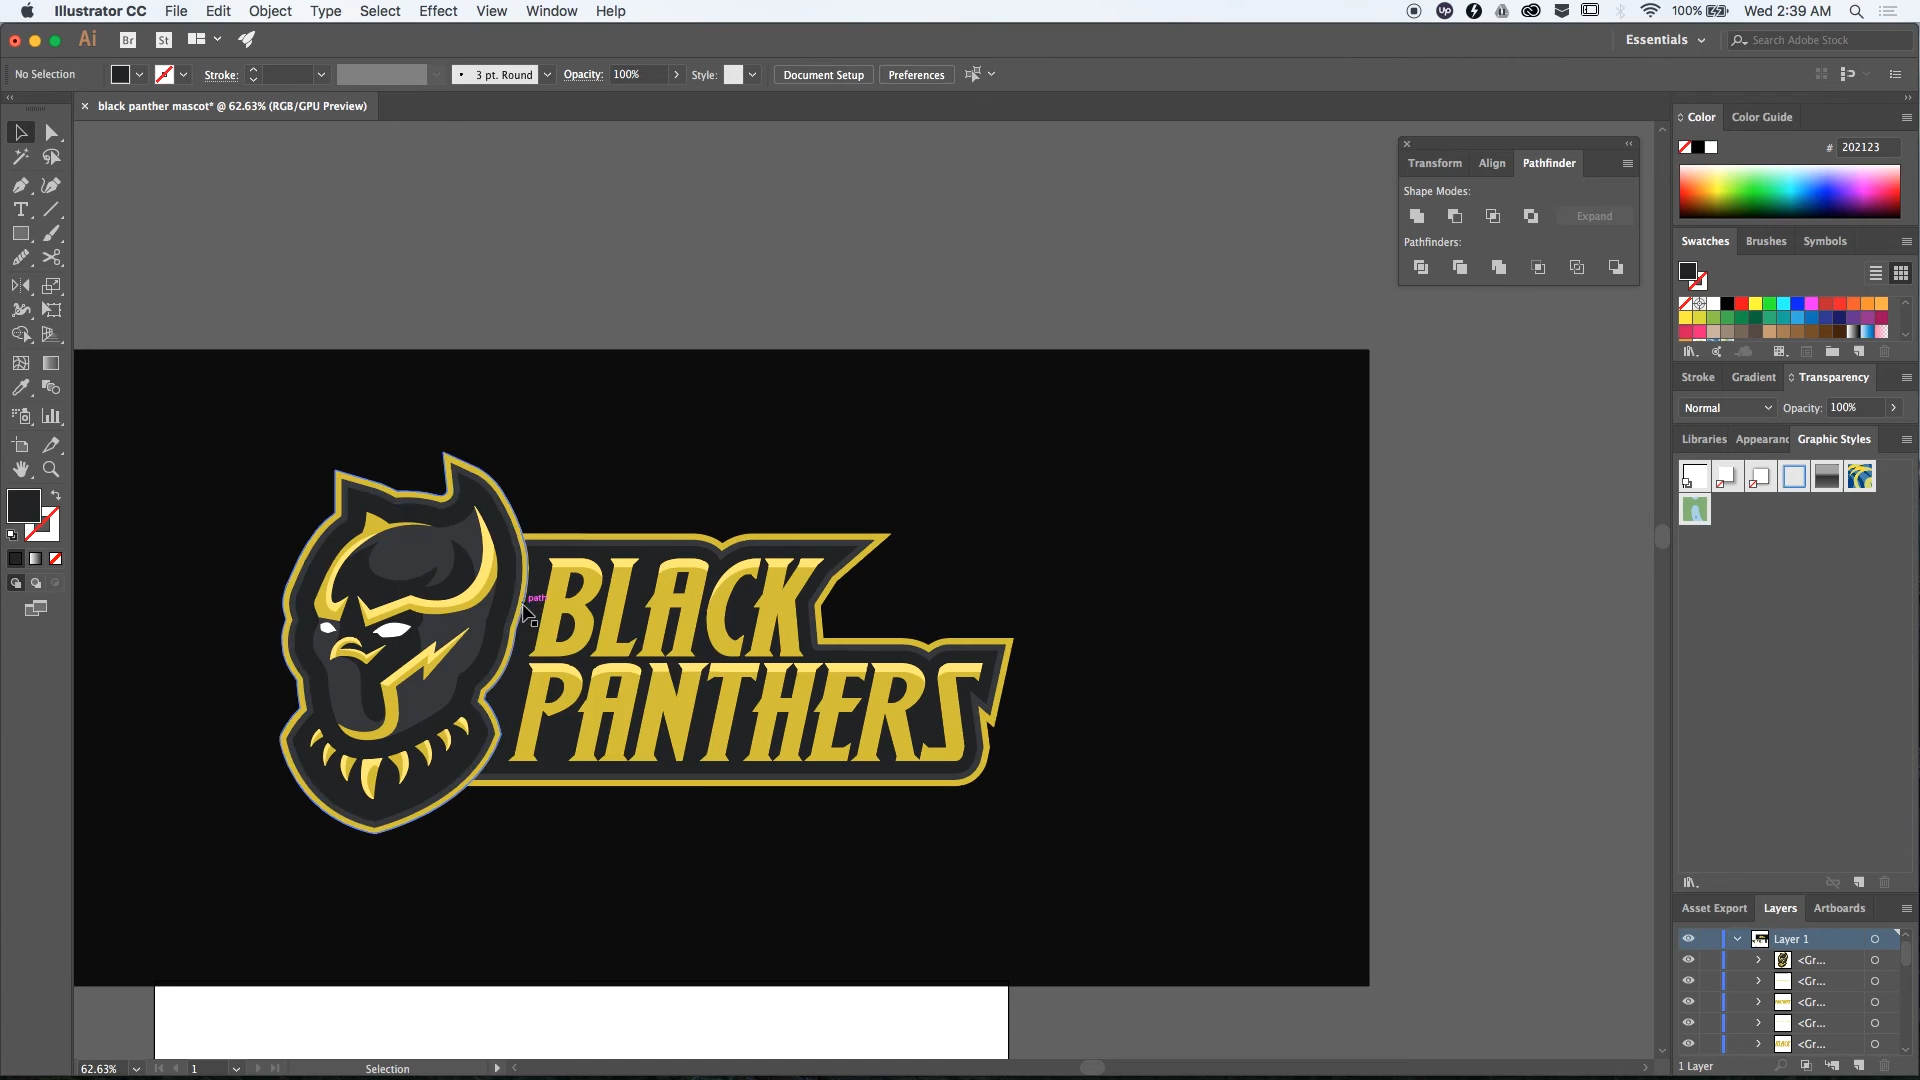 Illustrator CC File Edit Object Type Select Effect View Window Help 100% Wed 2:39 AM
Ai Br St Essentials Search Adobe Stock
No Selection Stroke: 3 pt. Round Opacity: 100% Style: Document Setup Preferences
× black panther mascot* @ 62.63% (RGB/GPU Preview)
Color Color Guide
Transform Align Pathfinder
# 202123
Shape Modes:
Expand
Pathfinders:
Swatches Brushes Symbols
Stroke Gradient Transparency
Normal Opacity: 100%
Libraries Appearanc Graphic Styles
path
BLACK
PANTHERS
Asset Export Layers Artboards
Layer 1
<Gr...
<Gr...
<Gr...
<Gr...
<Gr...
62.63% 1 Selection 1 Layer